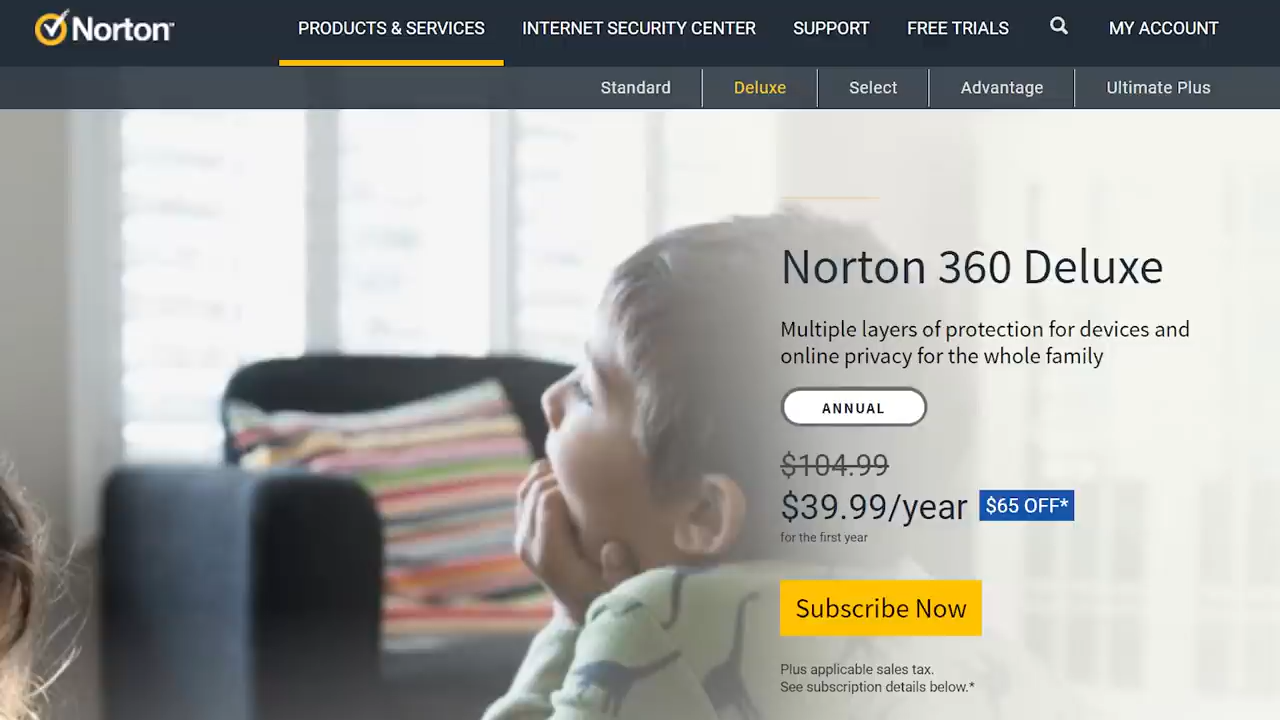 Norton
PRODUCTS & SERVICES
INTERNET SECURITY CENTER
SUPPORT
FREE TRIALS
MY ACCOUNT
Standard
Deluxe
Select
Advantage
Ultimate Plus
Norton 360 Deluxe
Multiple layers of protection for devices and
online privacy for the whole family
ANNUAL
$104.99
$39.99/year
$65 OFF*
for the first year
Subscribe Now
Plus applicable sales tax.
See subscription details below.*